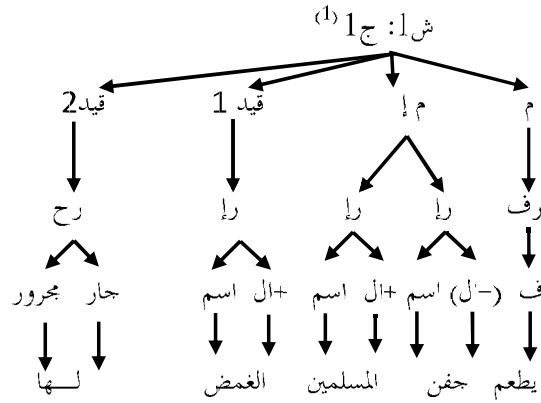 ش1: ج1 (1)
م م إ قيد 1 قيد2
رف رإ رإ رإ رح
ف (-ال) اسم +ال اسم +ال اسم جار مجرور
يطعم جفن المسلمين الغمض لـــها